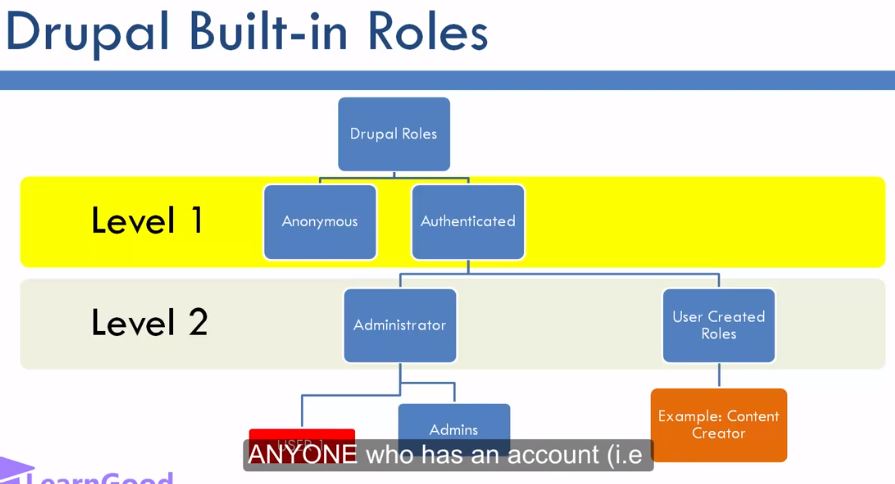 Drupal Built-in Roles
Drupal Roles
Level 1
Anonymous
Authenticated
Level 2
Administrator
User Created
Roles
USER 1
Admins
Example: Content
Creator
ANYONE who has an account (i.e
LearnGood